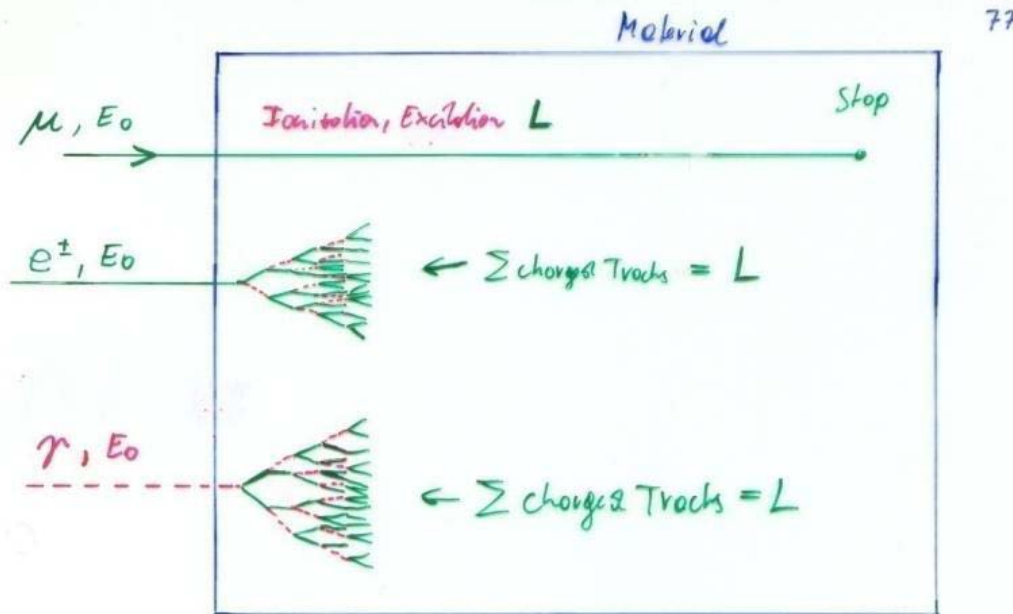 Material
77
μ, E₀
Ionisation, Excitation L
Stop
e±, E₀
← Σ charged Tracks = L
γ, E₀
← Σ charged Tracks = L